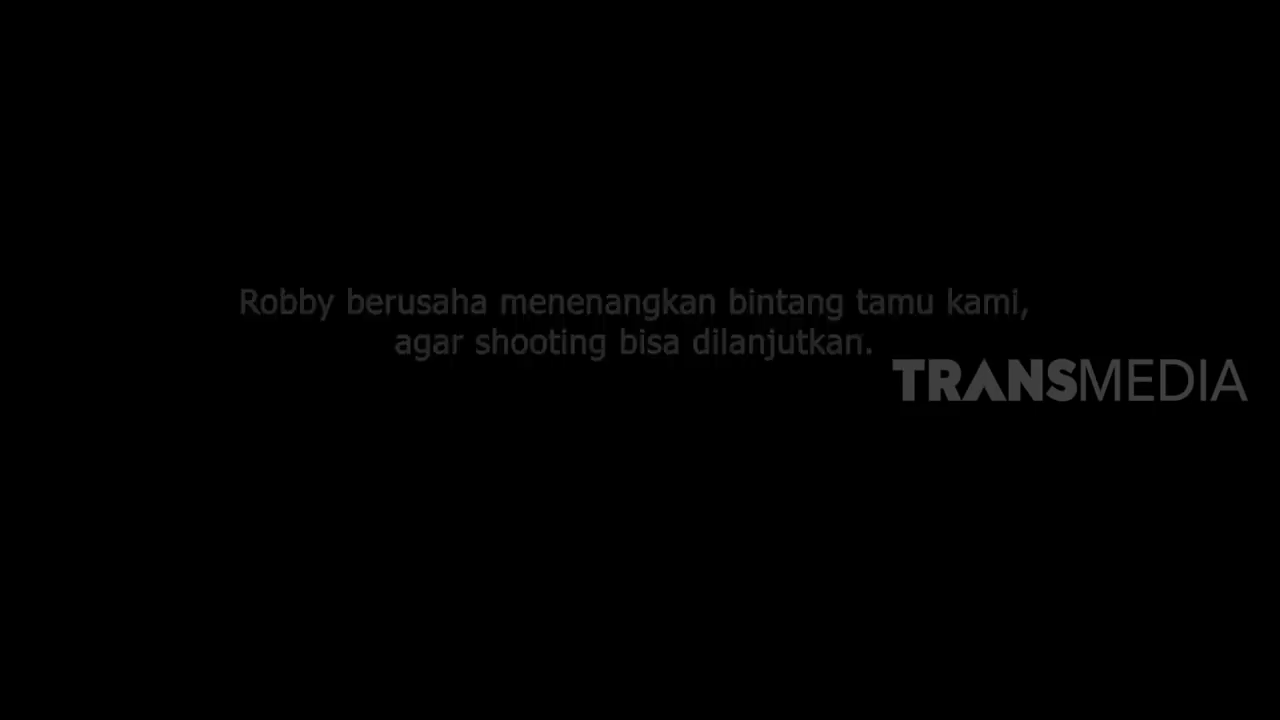 Robby berusaha menenangkan bintang tamu kami,
agar shooting bisa dilanjutkan.
TRANSMEDIA